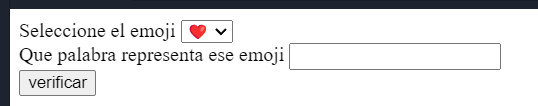 Seleccione el emoji ❤️
Que palabra representa ese emoji
verificar